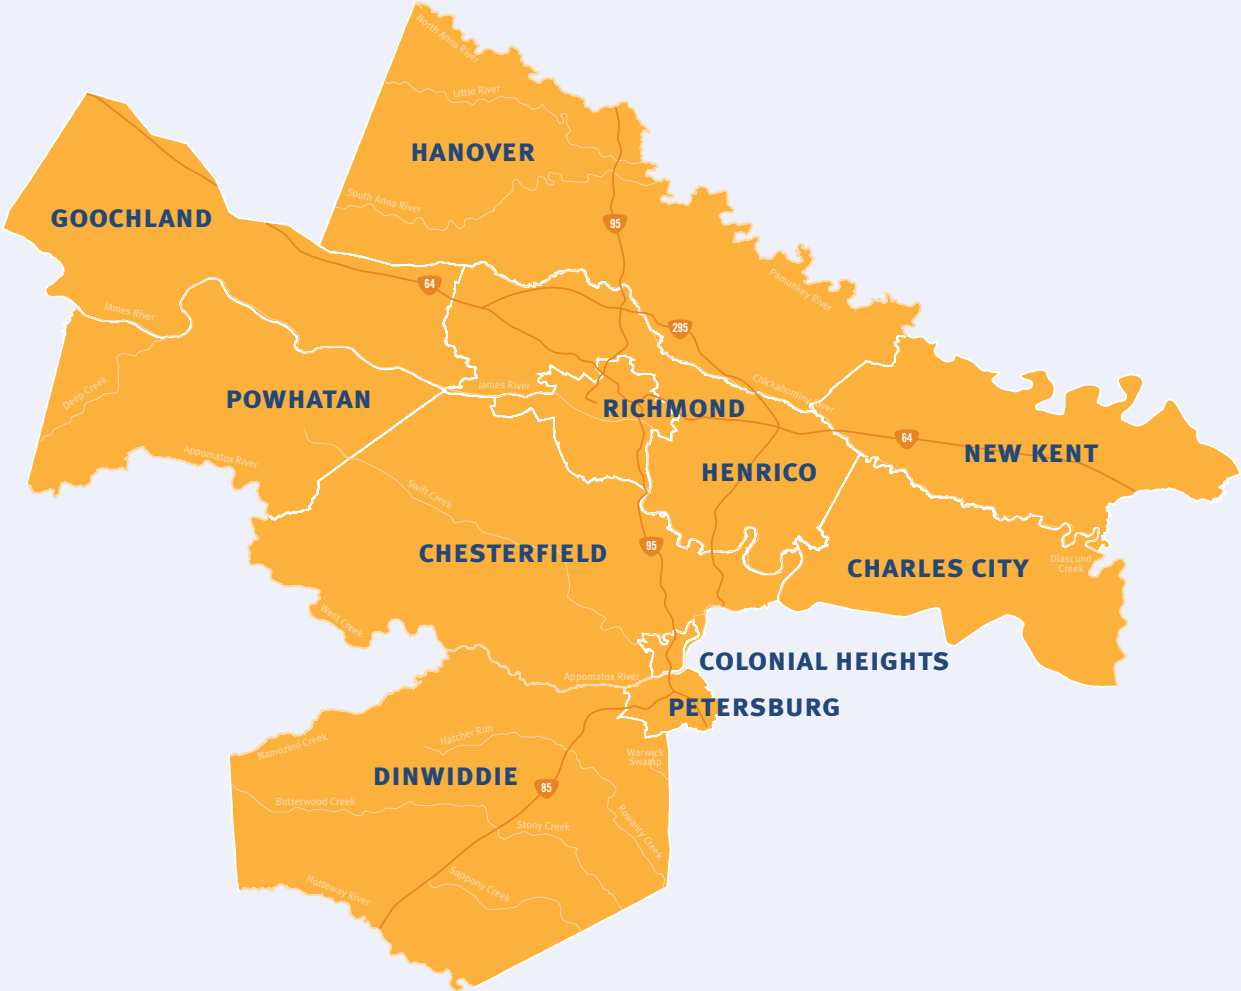 North Anna River
Little River
HANOVER
South Anna River
GOOCHLAND
95
64
Pamunkey River
James River
295
Deep Creek
POWHATAN
James River
Chickahominy River
RICHMOND
64
NEW KENT
Appomatox River
HENRICO
Swift Creek
CHESTERFIELD
95
CHARLES CITY
Diascund
Creek
West Creek
COLONIAL HEIGHTS
Appomatox River
PETERSBURG
Namozine Creek
Hatcher Run
Warwick
Swamp
DINWIDDIE
85
Butterwood Creek
Stony Creek
Rowanty Creek
Sappony Creek
Notteway River